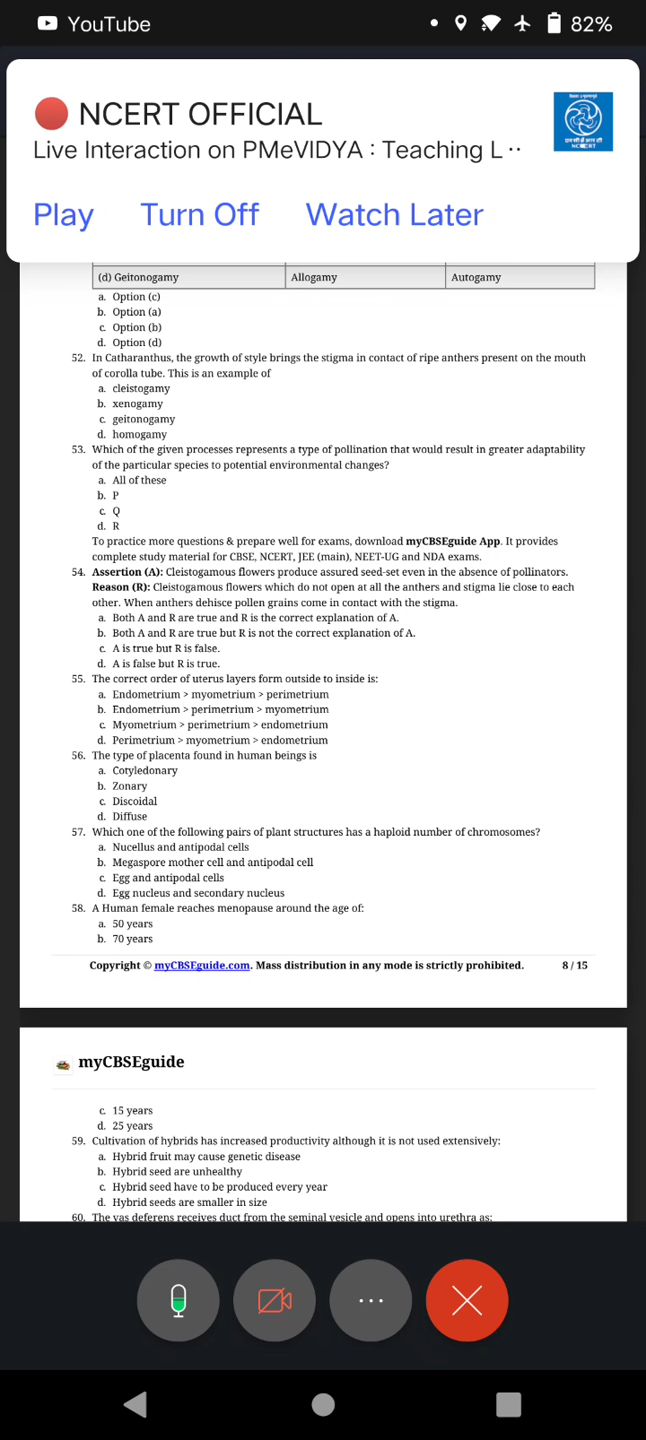 YouTube
82%
NCERT OFFICIAL
Live Interaction on PMeVIDYA : Teaching L ··
Play Turn Off Watch Later
(d) Geitonogamy Allogamy Autogamy
a. Option (c)
b. Option (a)
c. Option (b)
d. Option (d)
52. In Catharanthus, the growth of style brings the stigma in contact of ripe anthers present on the mouth
of corolla tube. This is an example of
a. cleistogamy
b. xenogamy
c. geitonogamy
d. homogamy
53. Which of the given processes represents a type of pollination that would result in greater adaptability
of the particular species to potential environmental changes?
a. All of these
b. P
c. Q
d. R
To practice more questions & prepare well for exams, download myCBSEguide App. It provides
complete study material for CBSE, NCERT, JEE (main), NEET-UG and NDA exams.
54. Assertion (A): Cleistogamous flowers produce assured seed-set even in the absence of pollinators.
Reason (R): Cleistogamous flowers which do not open at all the anthers and stigma lie close to each
other. When anthers dehisce pollen grains come in contact with the stigma.
a. Both A and R are true and R is the correct explanation of A.
b. Both A and R are true but R is not the correct explanation of A.
c. A is true but R is false.
d. A is false but R is true.
55. The correct order of uterus layers form outside to inside is:
a. Endometrium > myometrium > perimetrium
b. Endometrium > perimetrium > myometrium
c. Myometrium > perimetrium > endometrium
d. Perimetrium > myometrium > endometrium
56. The type of placenta found in human beings is
a. Cotyledonary
b. Zonary
c. Discoidal
d. Diffuse
57. Which one of the following pairs of plant structures has a haploid number of chromosomes?
a. Nucellus and antipodal cells
b. Megaspore mother cell and antipodal cell
c. Egg and antipodal cells
d. Egg nucleus and secondary nucleus
58. A Human female reaches menopause around the age of:
a. 50 years
b. 70 years
Copyright © myCBSEguide.com. Mass distribution in any mode is strictly prohibited. 8 / 15
myCBSEguide
c. 15 years
d. 25 years
59. Cultivation of hybrids has increased productivity although it is not used extensively:
a. Hybrid fruit may cause genetic disease
b. Hybrid seed are unhealthy
c. Hybrid seed have to be produced every year
d. Hybrid seeds are smaller in size
60. The vas deferens receives duct from the seminal vesicle and opens into urethra as: